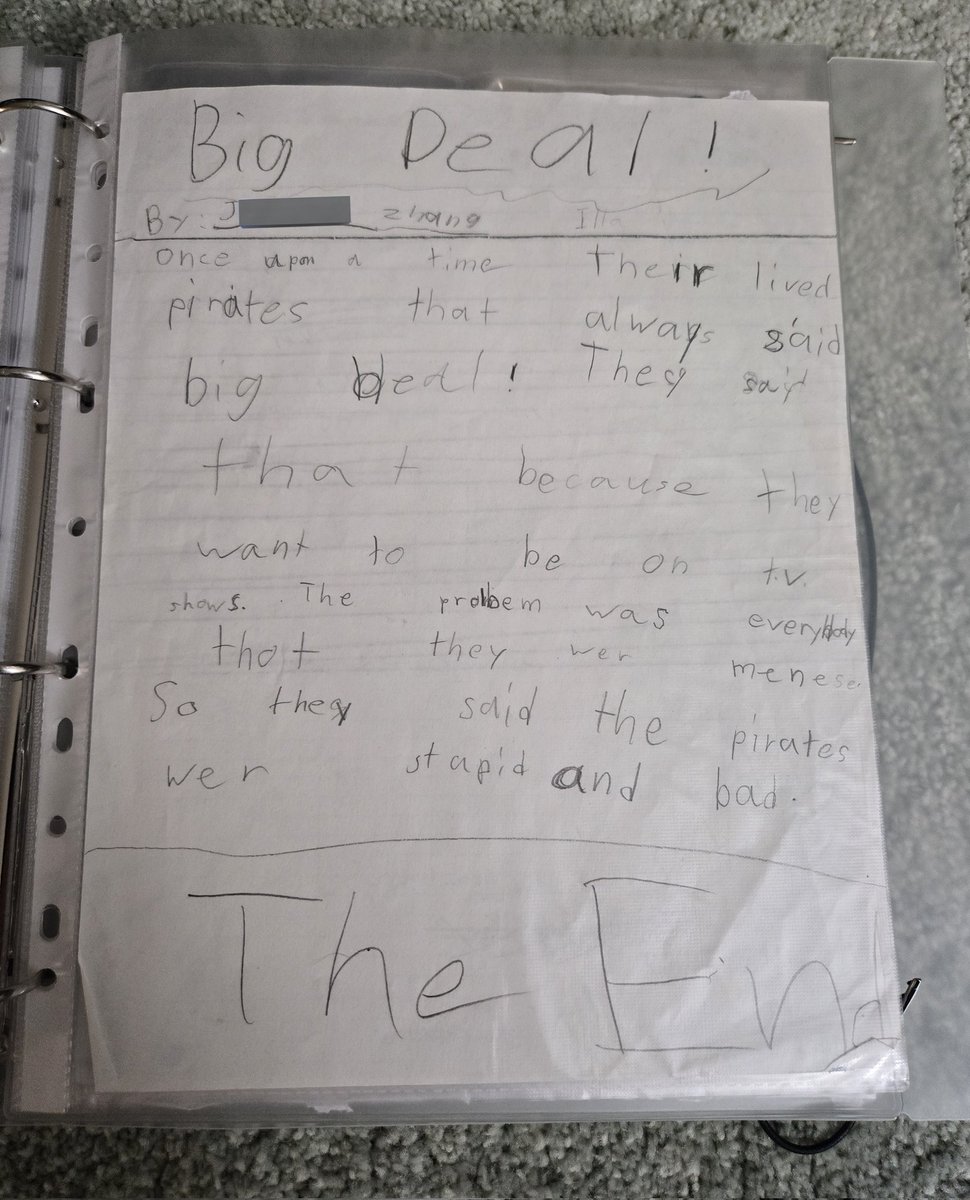 Big Deal!
By: J Zhang Illa
Once upon a time Their lived
pirates that always said
big deal! They said
that because they
want to be on t.v.
shows. The problem was everybody
thot they wer menese.
So they said the pirates
wer stapid and bad.
The End